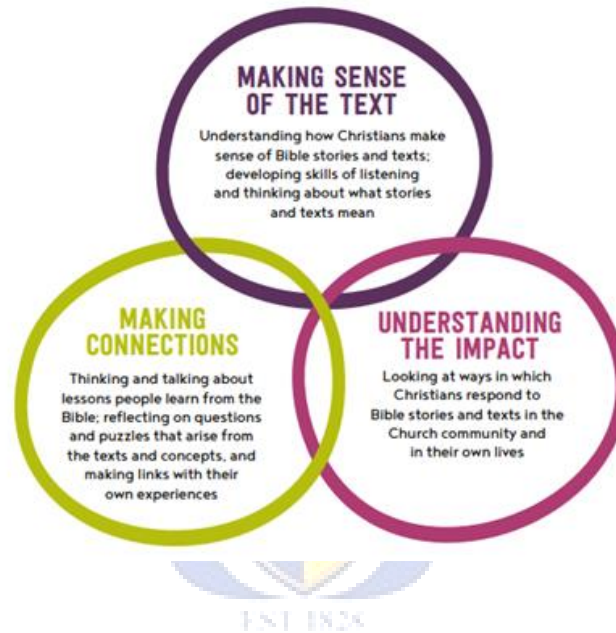 MAKING SENSE
OF THE TEXT
Understanding how Christians make
sense of Bible stories and texts;
developing skills of listening
and thinking about what stories
and texts mean
MAKING
CONNECTIONS
Thinking and talking about
lessons people learn from the
Bible; reflecting on questions
and puzzles that arise from
the texts and concepts, and
making links with their
own experiences
UNDERSTANDING
THE IMPACT
Looking at ways in which
Christians respond to
Bible stories and texts in the
Church community and
in their own lives
EST 1828